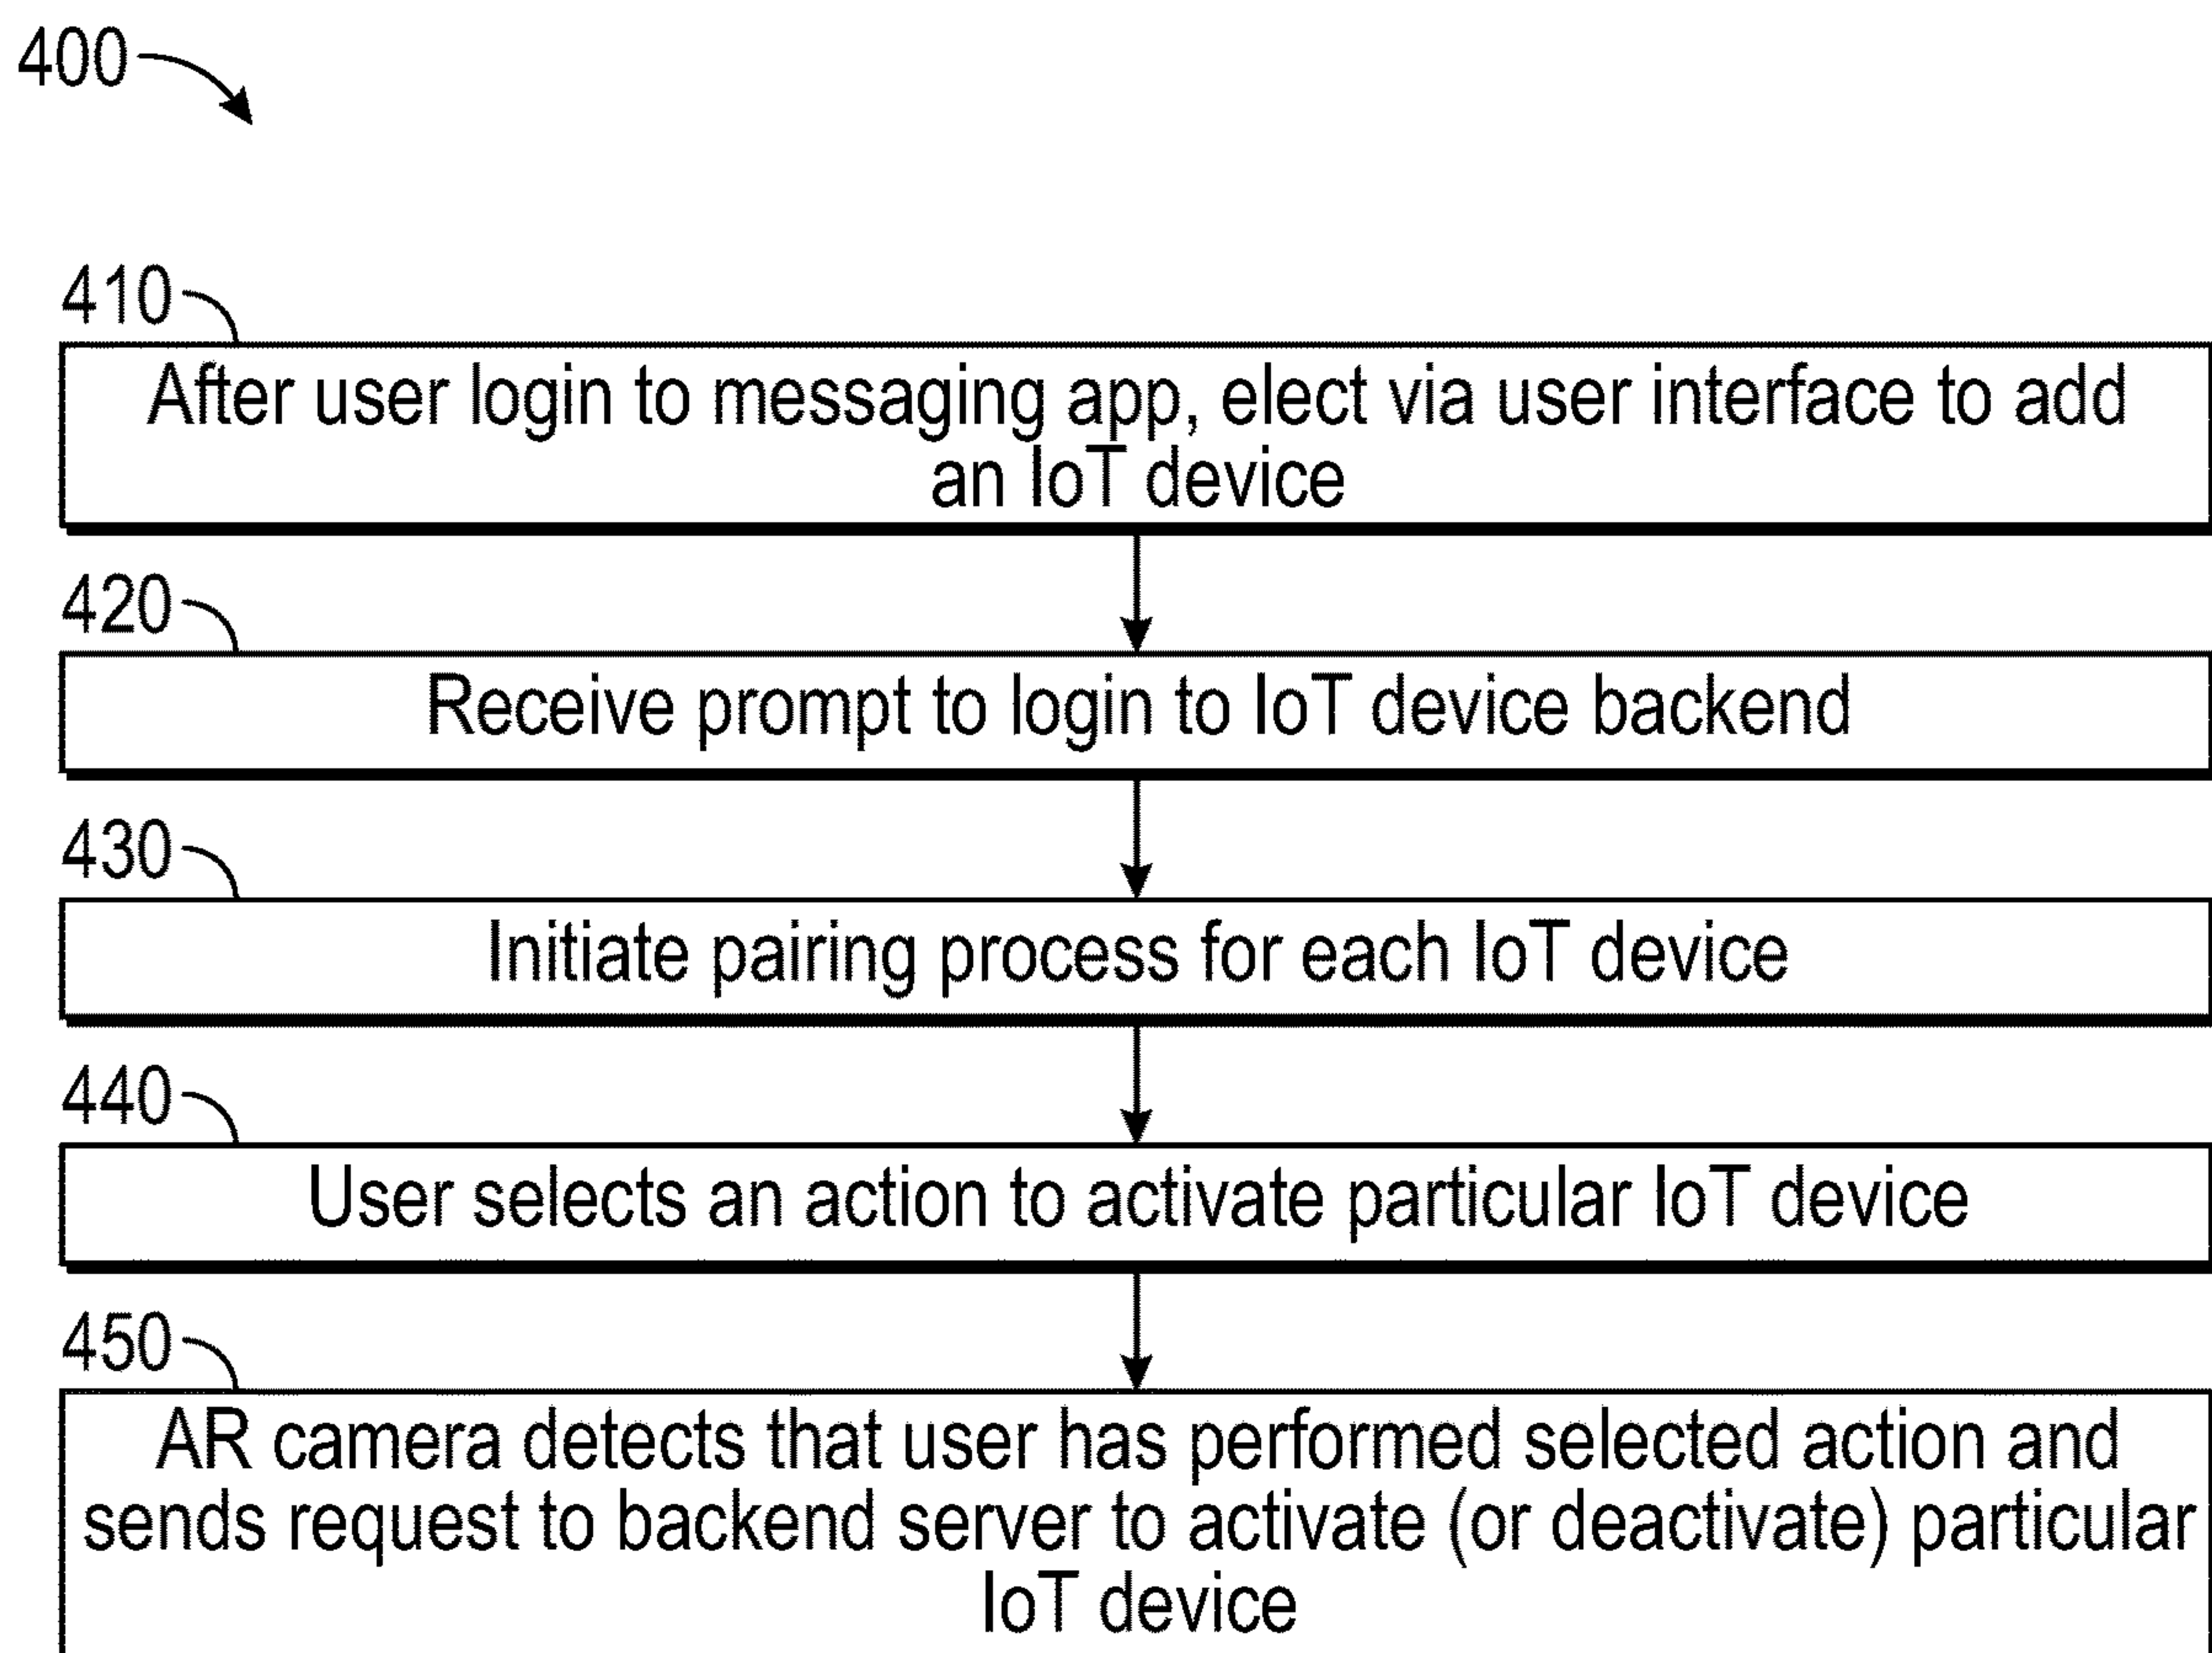 400
410
After user login to messaging app, elect via user interface to add
an IoT device
420
Receive prompt to login to IoT device backend
430
Initiate pairing process for each IoT device
440
User selects an action to activate particular IoT device
450
AR camera detects that user has performed selected action and
sends request to backend server to activate (or deactivate) particular
IoT device